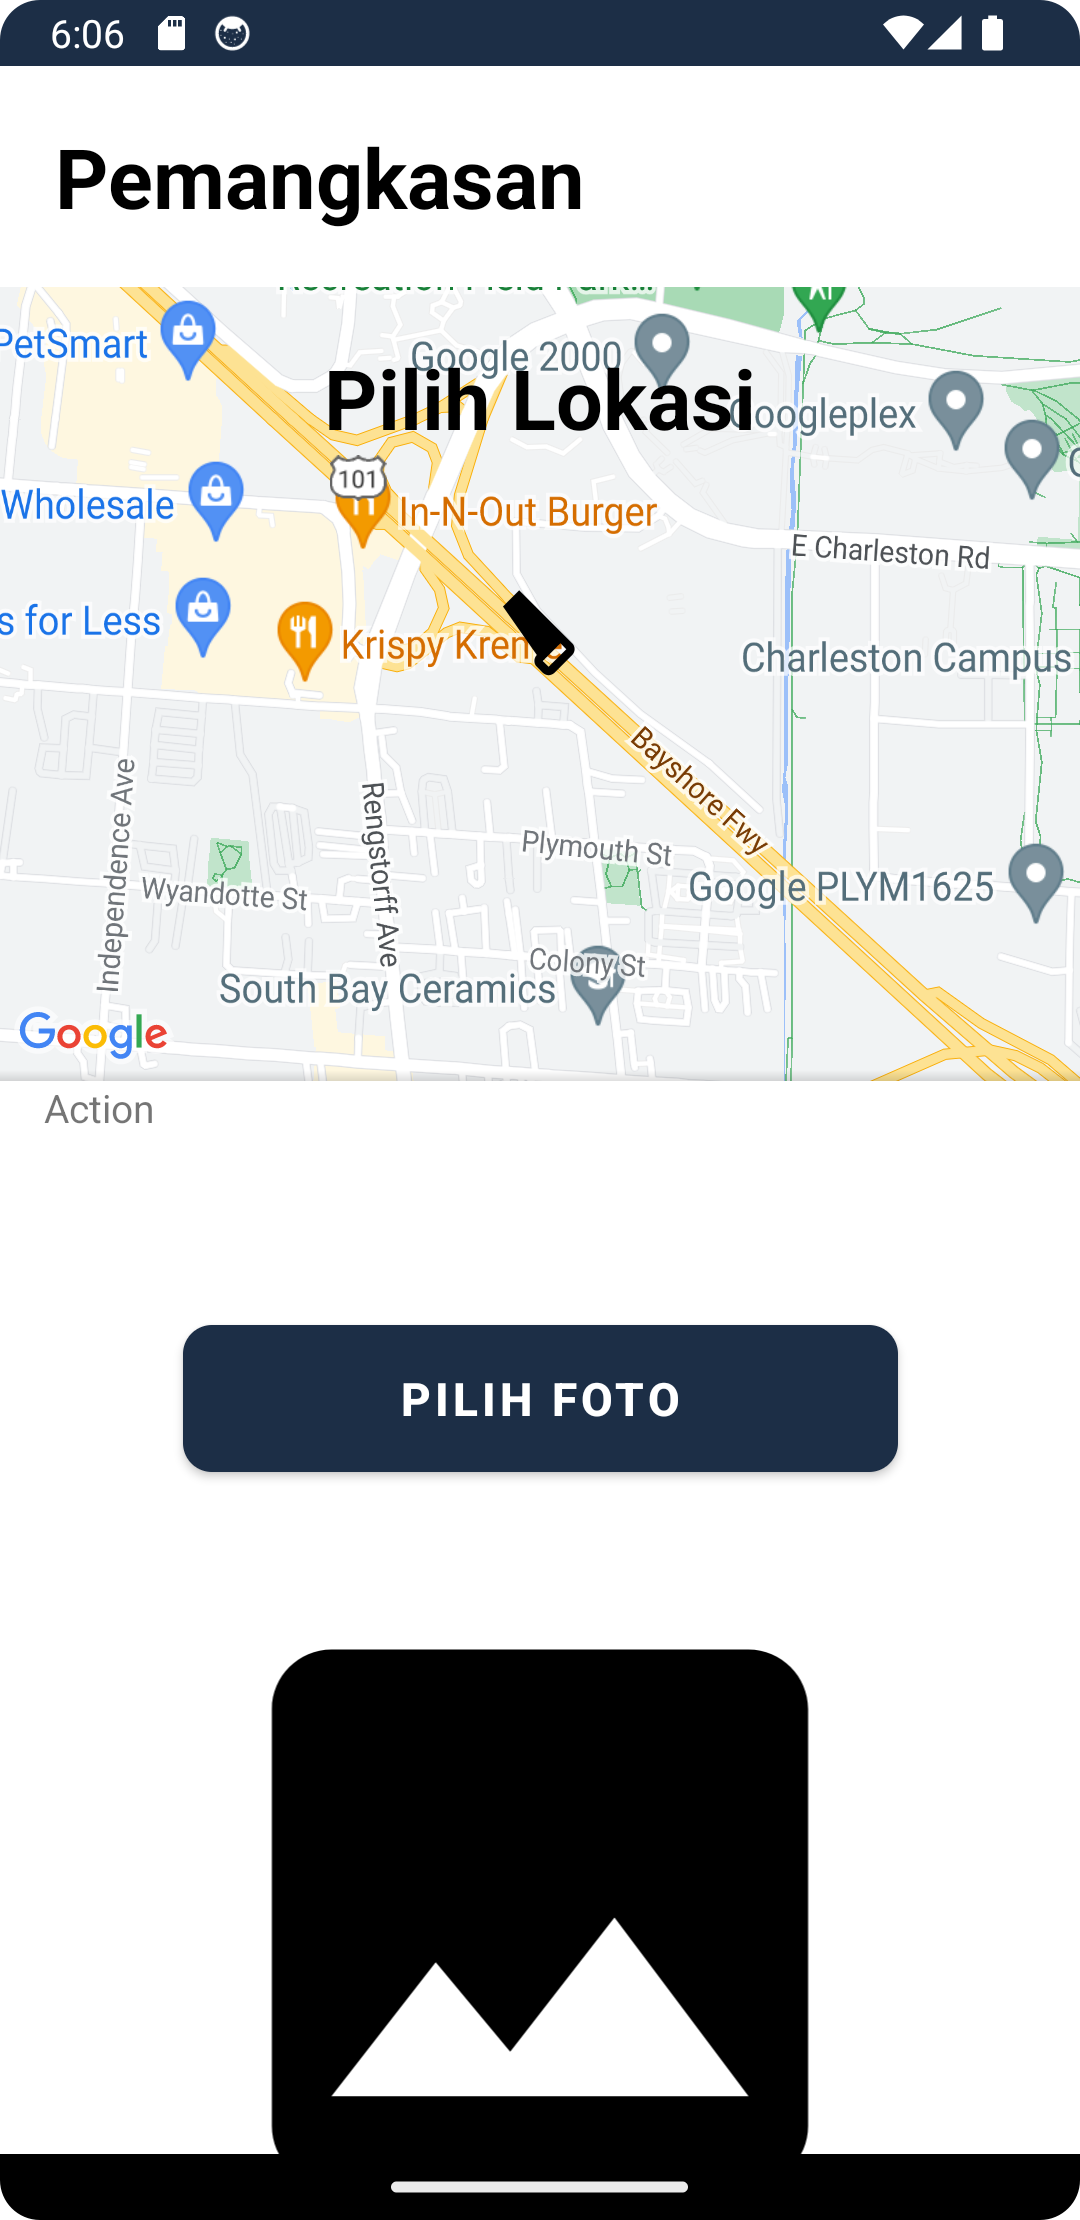 6:06
Pemangkasan
PetSmart
Google 2000
Pilih Lokasi
Googleplex
101
Wholesale
In-N-Out Burger
E Charleston Rd
s for Less
Krispy Kreme
Charleston Campus
Bayshore Fwy
Independence Ave
Rengstorff Ave
Plymouth St
Wyandotte St
Google PLYM1625
Colony St
South Bay Ceramics
Google
Action
PILIH FOTO